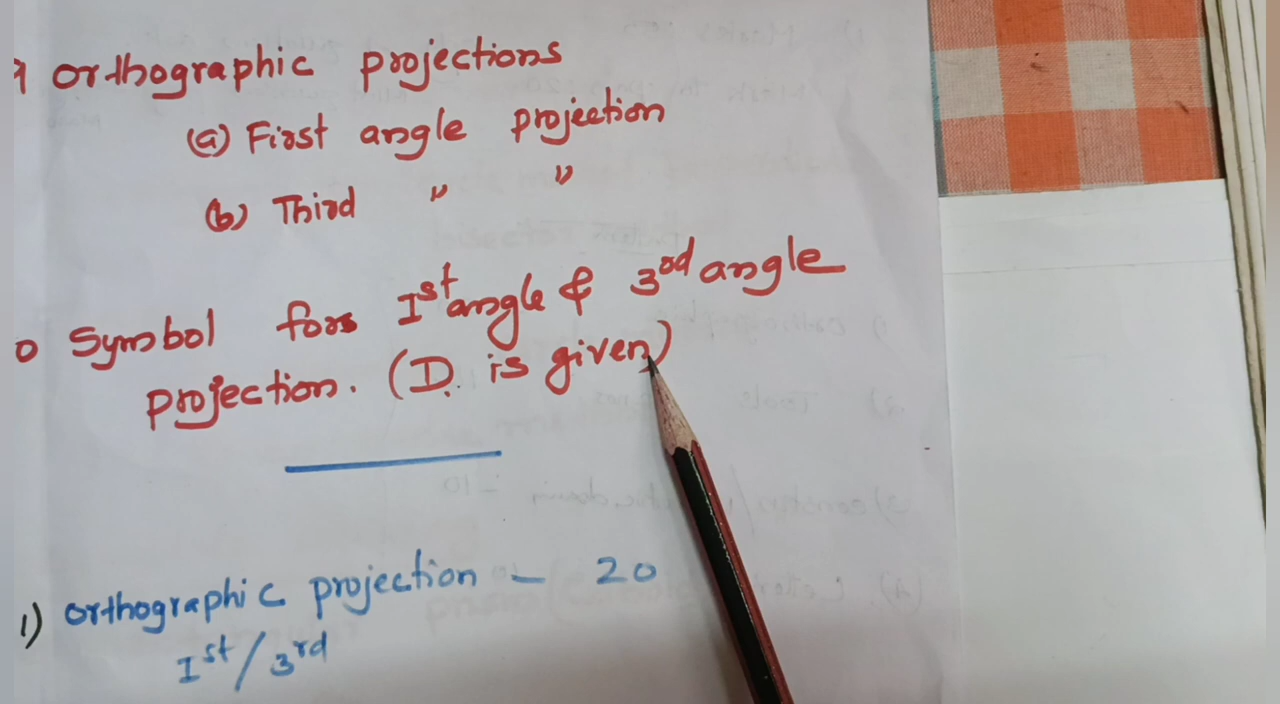 Orthographic projections
(a) First angle projection
(b) Third " "
Symbol for Ist angle & 3rd angle
projection. (D. is given)
1) Orthographic projection - 20
Ist/3rd